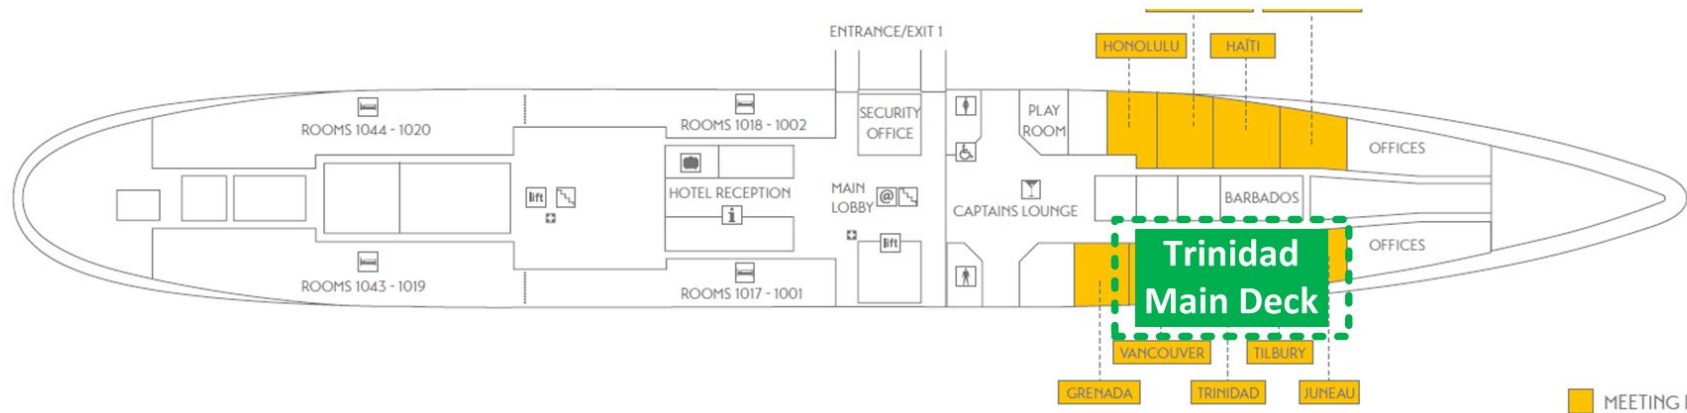 ENTRANCE/EXIT 1
HONOLULU
HAÏTI
ROOMS 1044 - 1020
ROOMS 1018 - 1002
SECURITY
OFFICE
PLAY
ROOM
OFFICES
lift
HOTEL RECEPTION
i
MAIN
LOBBY
@
lift
CAPTAINS LOUNGE
BARBADOS
ROOMS 1043 - 1019
ROOMS 1017 - 1001
Trinidad
Main Deck
OFFICES
VANCOUVER
TILBURY
GRENADA
TRINIDAD
JUNEAU
MEETING